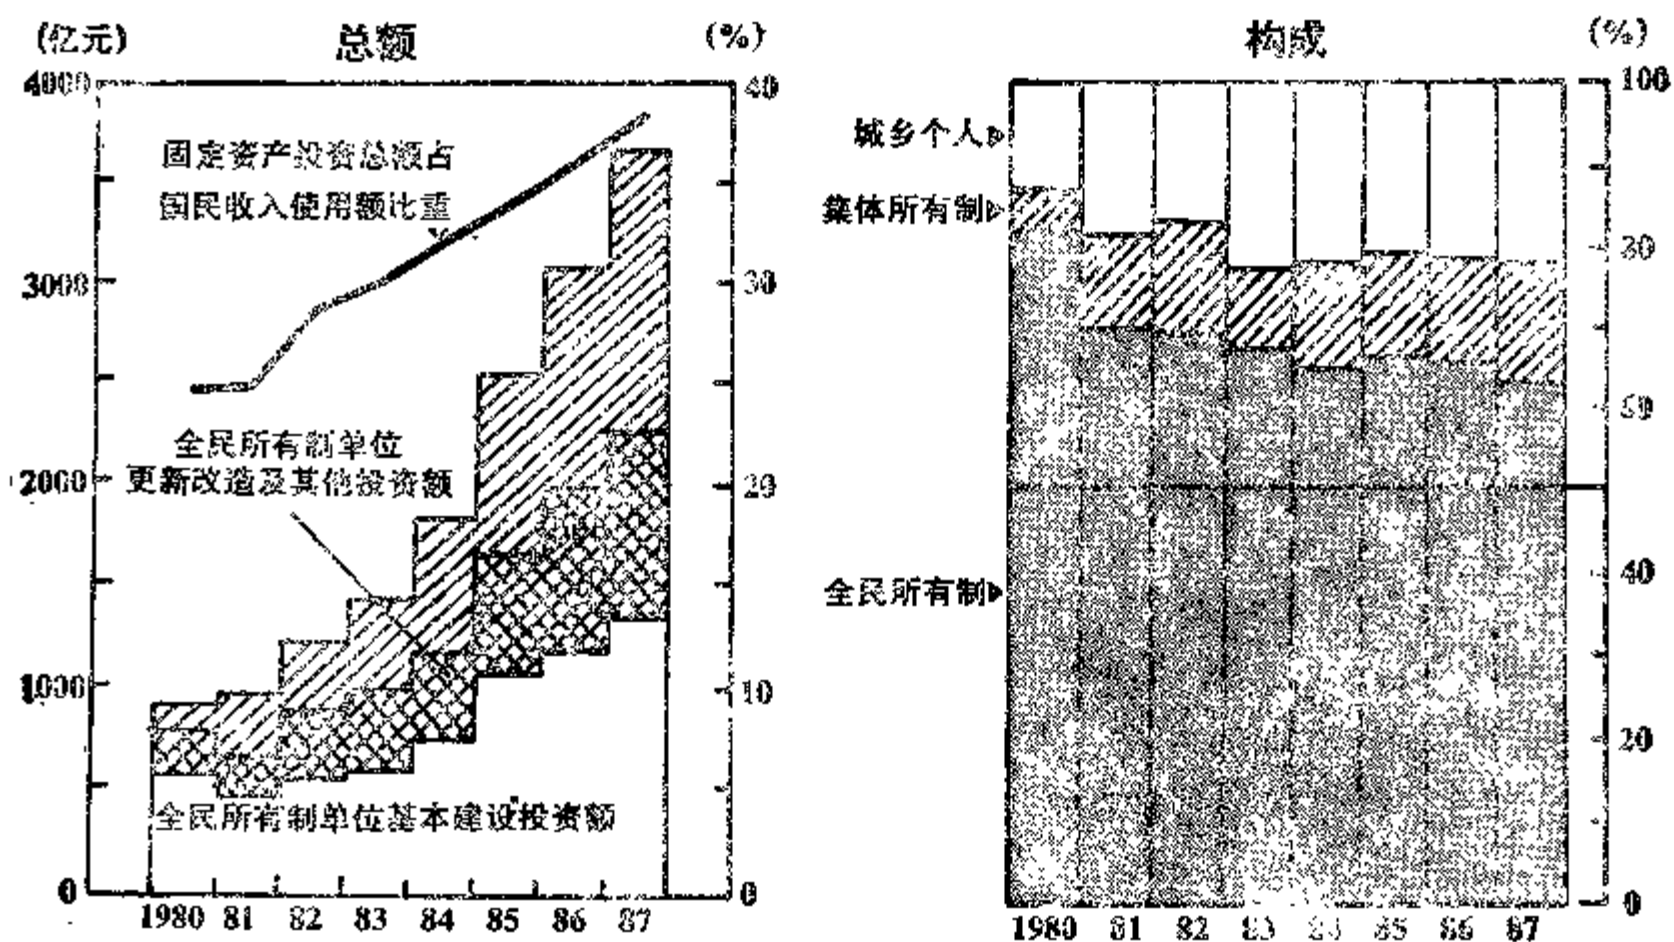 (亿元) 总额 (%)
4000 40
固定资产投资总额占
国民收入使用额比重
3000 30
全民所有制单位
更新改造及其他投资额
2000 20
1000 10
全民所有制单位基本建设投资额
0 0
1980 81 82 83 84 85 86 87
构成 (%)
100
城乡个人
集体所有制
80
60
全民所有制
40
20
0
1980 81 82 83 84 85 86 87